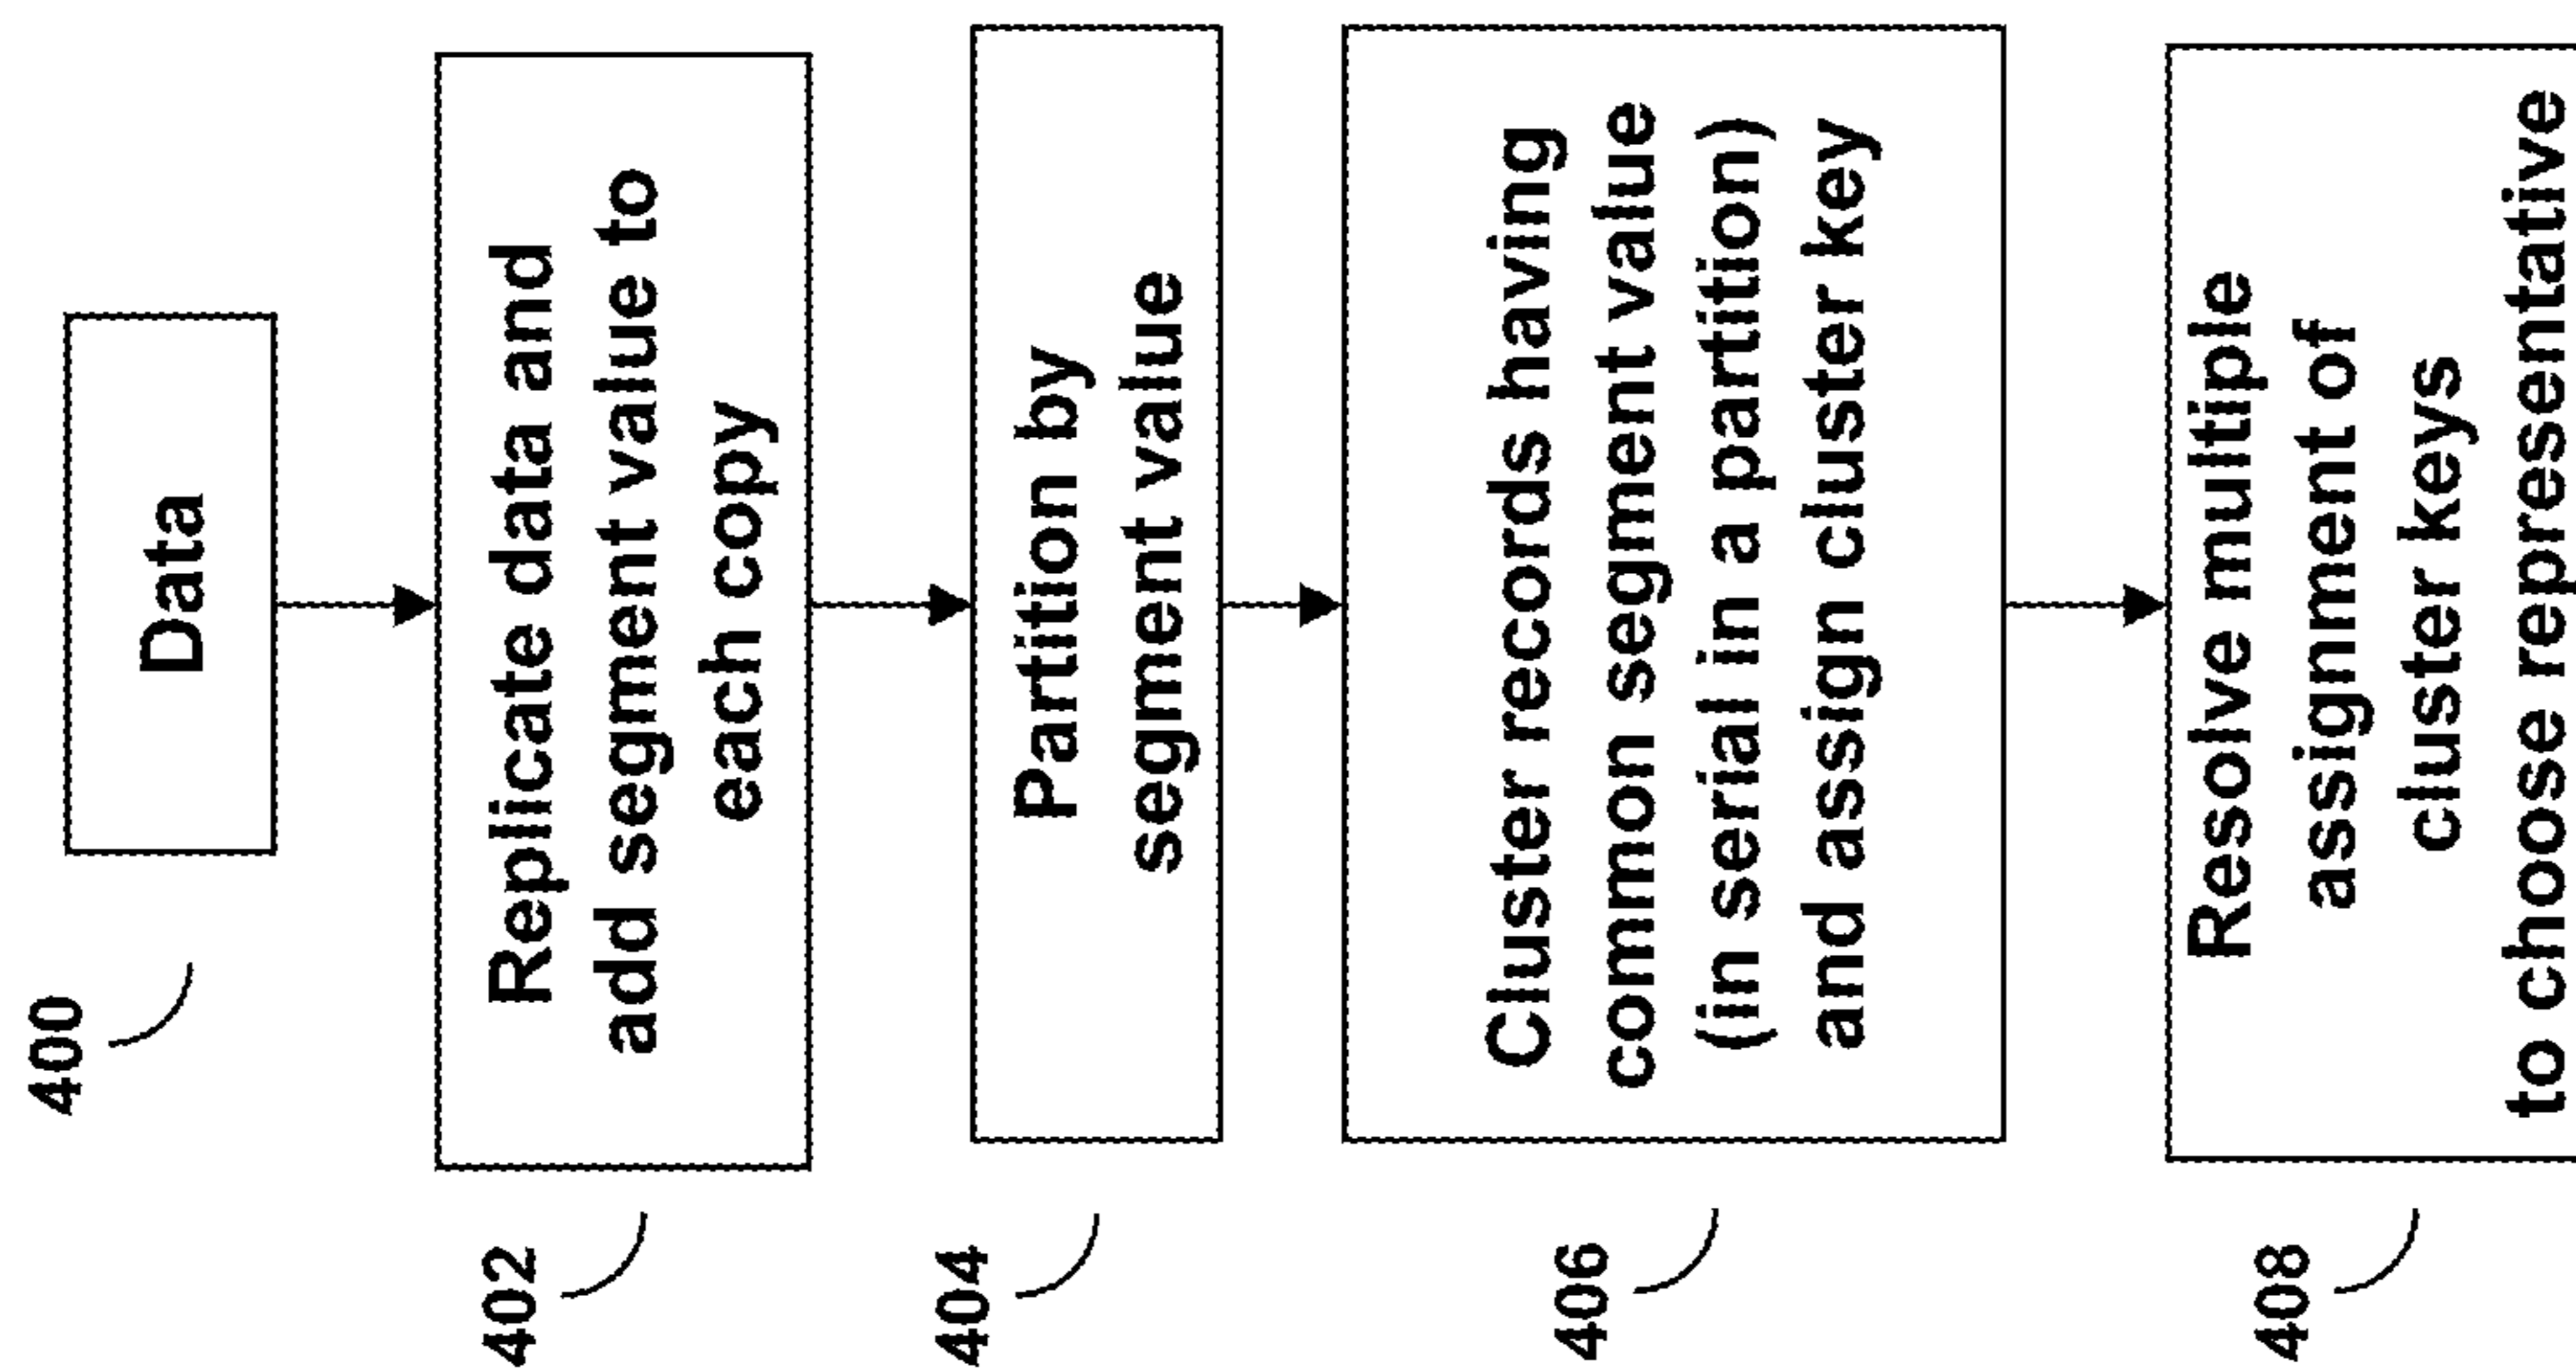 400
Data
402
Replicate data and
add segment value to
each copy
404
Partition by
segment value
406
Cluster records having
common segment value
(in serial in a partition)
and assign cluster key
408
Resolve multiple
assignment of
cluster keys
to choose representative